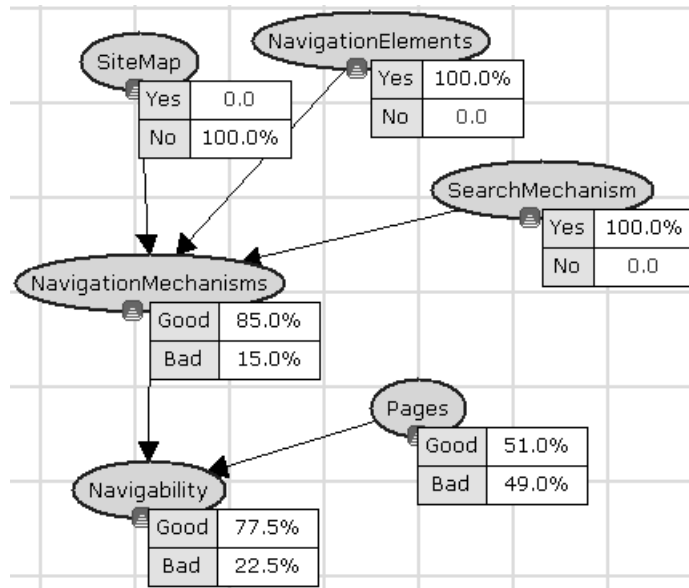 NavigationElements
SiteMap
Yes 100.0%
No 0.0
Yes 0.0
No 100.0%
SearchMechanism
Yes 100.0%
No 0.0
NavigationMechanisms
Good 85.0%
Bad 15.0%
Pages
Good 51.0%
Bad 49.0%
Navigability
Good 77.5%
Bad 22.5%